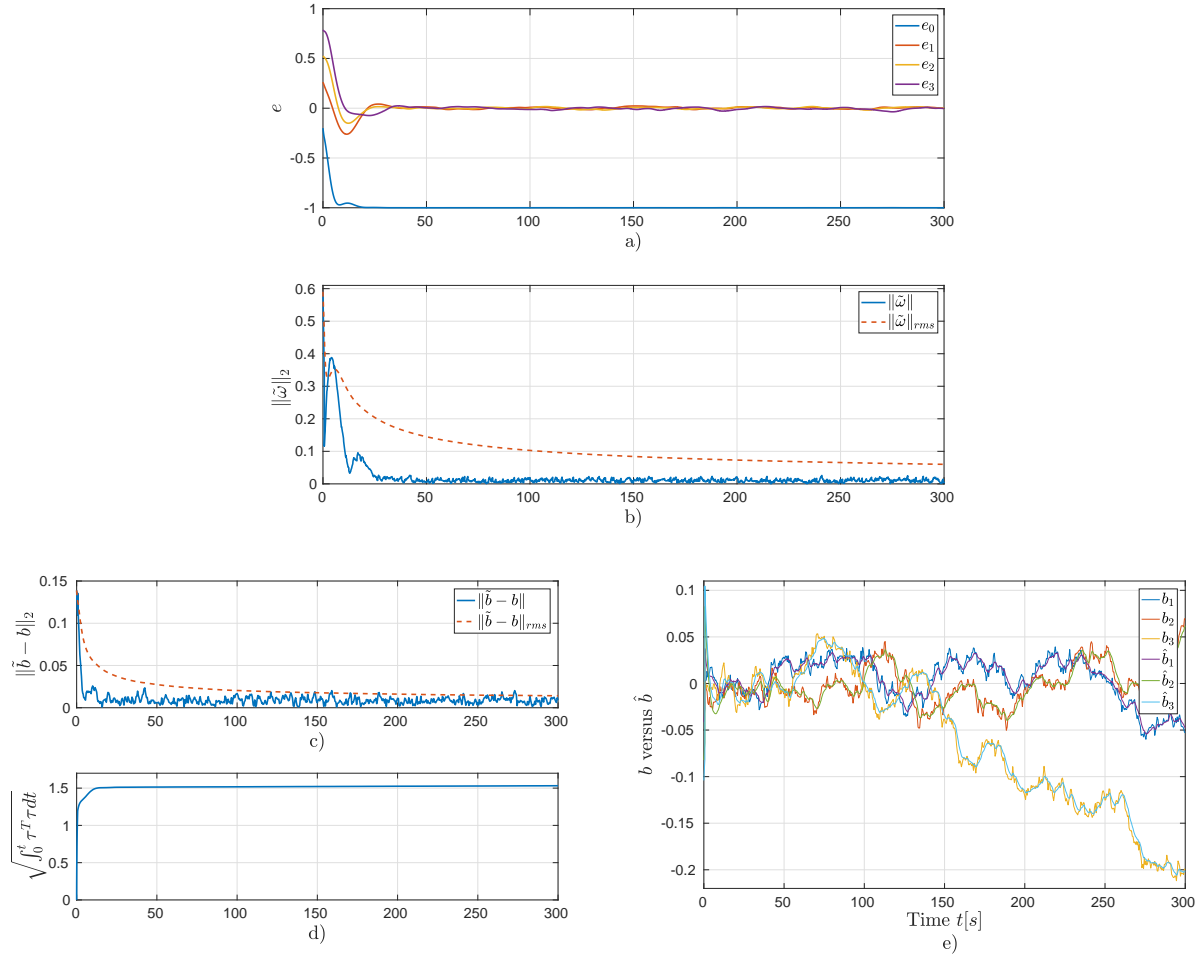 1
0.5
0
-0.5
-1
e
e₀
e₁
e₂
e₃
0 50 100 150 200 250 300
a)
0.6
0.5
0.4
0.3
0.2
0.1
0
‖ω̃‖₂
‖ω̃‖
‖ω̃‖rms
0 50 100 150 200 250 300
b)
0.15
0.1
0.05
0
‖b̃ − b‖₂
‖b̃ − b‖
‖b̃ − b‖rms
0 50 100 150 200 250 300
c)
1.5
1
0.5
0
√∫₀ᵗ τᵀτdt
0 50 100 150 200 250 300
d)
0.1
0.05
0
-0.05
-0.1
-0.15
-0.2
b versus b̂
b₁
b₂
b₃
b̂₁
b̂₂
b̂₃
0 50 100 150 200 250 300
Time t[s]
e)